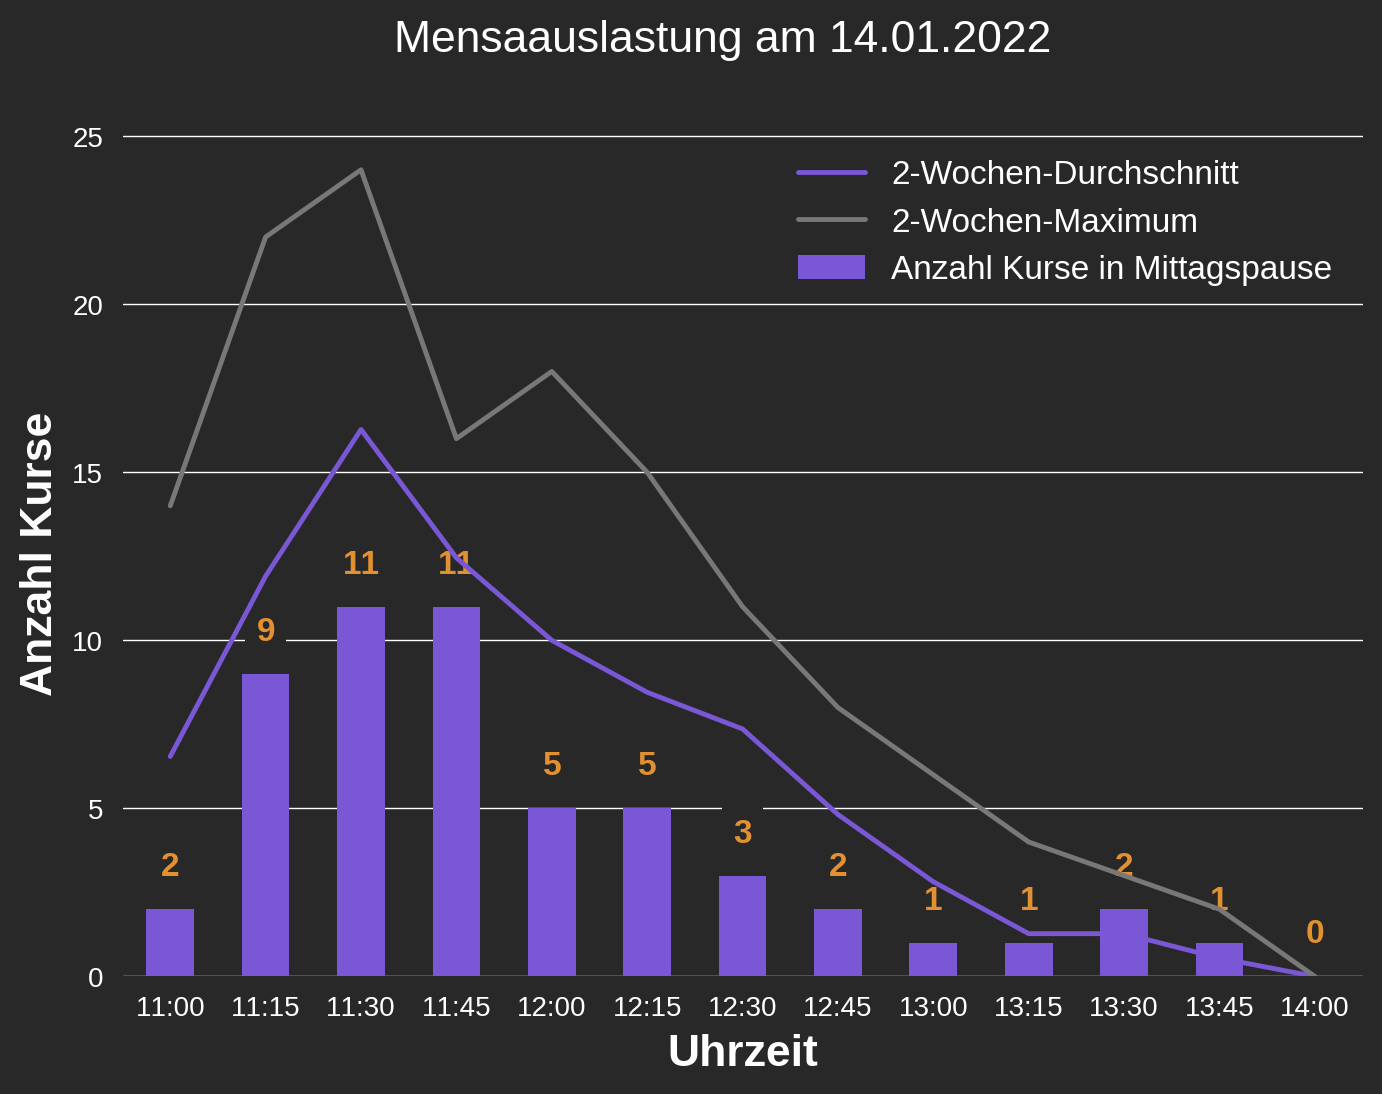 Mensaauslastung am 14.01.2022
25
20
15
10
5
0
Anzahl Kurse
2-Wochen-Durchschnitt
2-Wochen-Maximum
Anzahl Kurse in Mittagspause
2
9
11
11
5
5
3
2
1
1
2
1
0
11:00 11:15 11:30 11:45 12:00 12:15 12:30 12:45 13:00 13:15 13:30 13:45 14:00
Uhrzeit